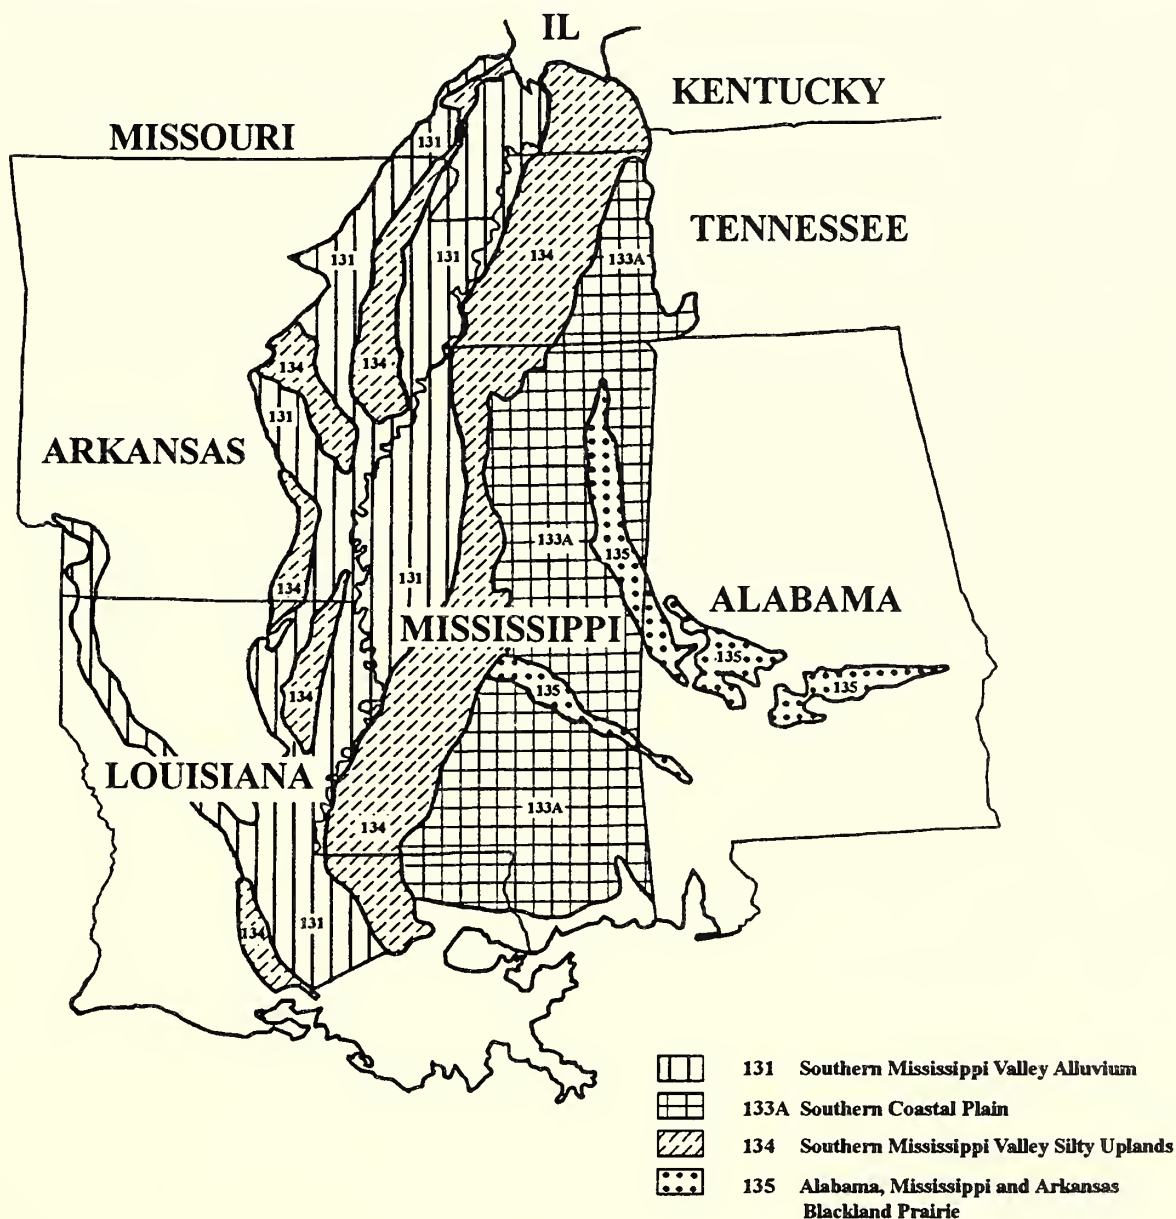 IL
KENTUCKY
MISSOURI
131
TENNESSEE
131
131
134
133A
134
134
131
ARKANSAS
133A
135
131
134
ALABAMA
MISSISSIPPI
135
135
135
134
LOUISIANA
133A
134
131
134
131 Southern Mississippi Valley Alluvium
133A Southern Coastal Plain
134 Southern Mississippi Valley Silty Uplands
135 Alabama, Mississippi and Arkansas
Blackland Prairie